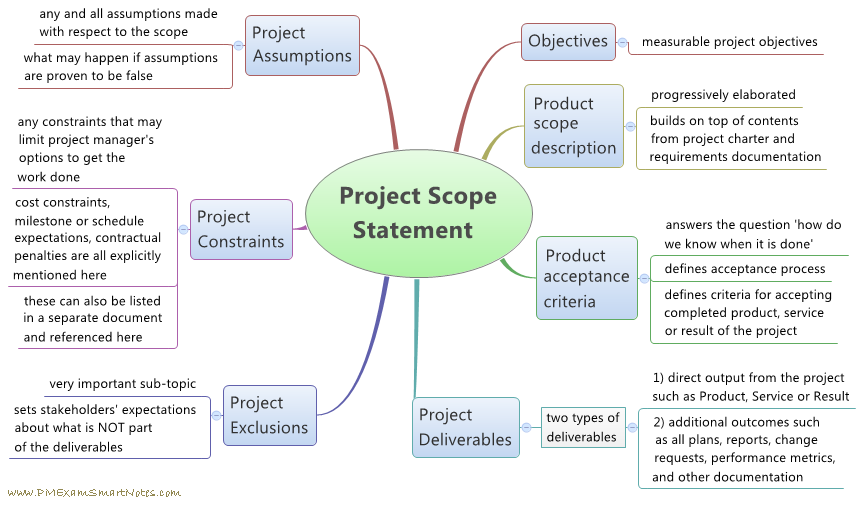 Project Scope
Statement
Objectives
measurable project objectives
Product
scope
description
progressively elaborated
builds on top of contents
from project charter and
requirements documentation
Product
acceptance
criteria
answers the question 'how do
we know when it is done'
defines acceptance process
defines criteria for accepting
completed product, service
or result of the project
Project
Deliverables
two types of
deliverables
1) direct output from the project
such as Product, Service or Result
2) additional outcomes such
as all plans, reports, change
requests, performance metrics,
and other documentation
Project
Exclusions
very important sub-topic
sets stakeholders' expectations
about what is NOT part
of the deliverables
Project
Constraints
any constraints that may
limit project manager's
options to get the
work done
cost constraints,
milestone or schedule
expectations, contractual
penalties are all explicitly
mentioned here
these can also be listed
in a separate document
and referenced here
Project
Assumptions
any and all assumptions made
with respect to the scope
what may happen if assumptions
are proven to be false
www.PMExamSmartNotes.com